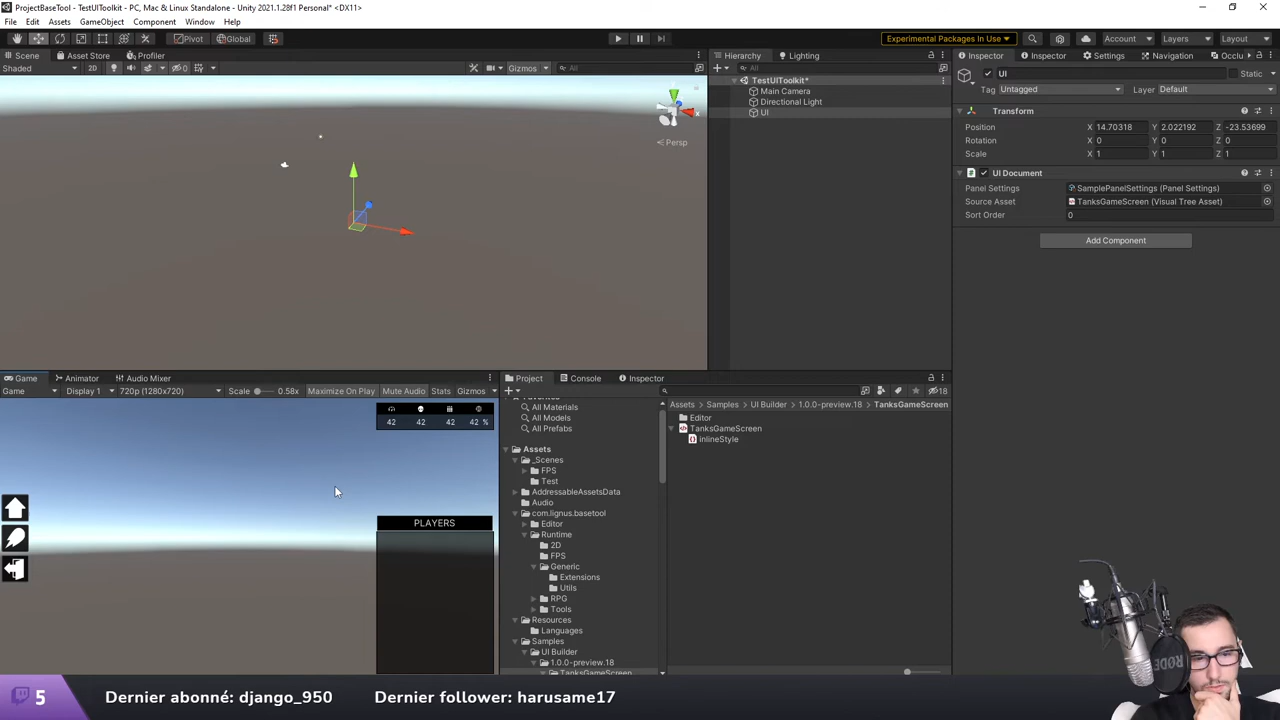 ProjectBaseTool - TestUIToolkit - PC, Mac & Linux Standalone - Unity 2021.1.28f1 Personal* <DX11>
File Edit Assets GameObject Component Window Help
Pivot Global Experimental Packages In Use Account Layers Layout
Scene Asset Store Profiler
Shaded 2D 0 Gizmos All
x
Persp
Hierarchy Lighting
All
TestUIToolkit*
Main Camera
Directional Light
UI
Inspector Inspector Settings Navigation Occlu
UI Static
Tag Untagged Layer Default
Transform
Position X 14.70318 Y 2.022192 Z -23.53699
Rotation X 0 Y 0 Z 0
Scale X 1 Y 1 Z 1
UI Document
Panel Settings SamplePanelSettings (Panel Settings)
Source Asset TanksGameScreen (Visual Tree Asset)
Sort Order 0
Add Component
Game Animator Audio Mixer
Game Display 1 720p (1280x720) Scale 0.58x Maximize On Play Mute Audio Stats Gizmos
42 42 42 42 %
PLAYERS
Project Console Inspector
18
Favorites
All Materials
All Models
All Prefabs
Assets
_Scenes
FPS
Test
AddressableAssetsData
Audio
com.lignus.basetool
Editor
Runtime
2D
FPS
Generic
Extensions
Utils
RPG
Tools
Resources
Languages
Samples
UI Builder
1.0.0-preview.18
TanksGameScreen
Assets Samples UI Builder 1.0.0-preview.18 TanksGameScreen
Editor
TanksGameScreen
inlineStyle
RODE
5 Dernier abonné: django_950 Dernier follower: harusame17